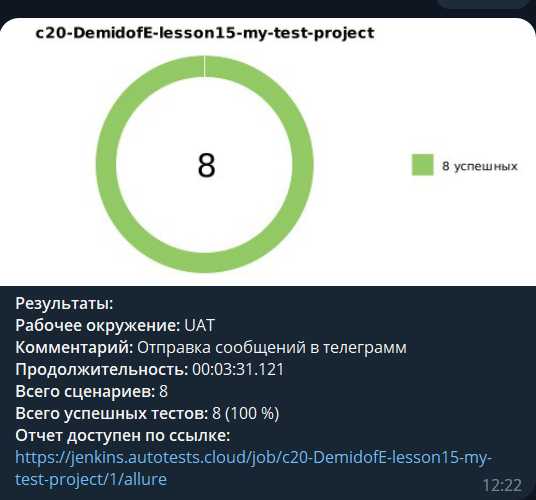 c20-DemidofE-lesson15-my-test-project
8
8 успешных
Результаты:
Рабочее окружение: UAT
Комментарий: Отправка сообщений в телеграмм
Продолжительность: 00:03:31.121
Всего сценариев: 8
Всего успешных тестов: 8 (100 %)
Отчет доступен по ссылке:
https://jenkins.autotests.cloud/job/c20-DemidofE-lesson15-my-
test-project/1/allure
12:22